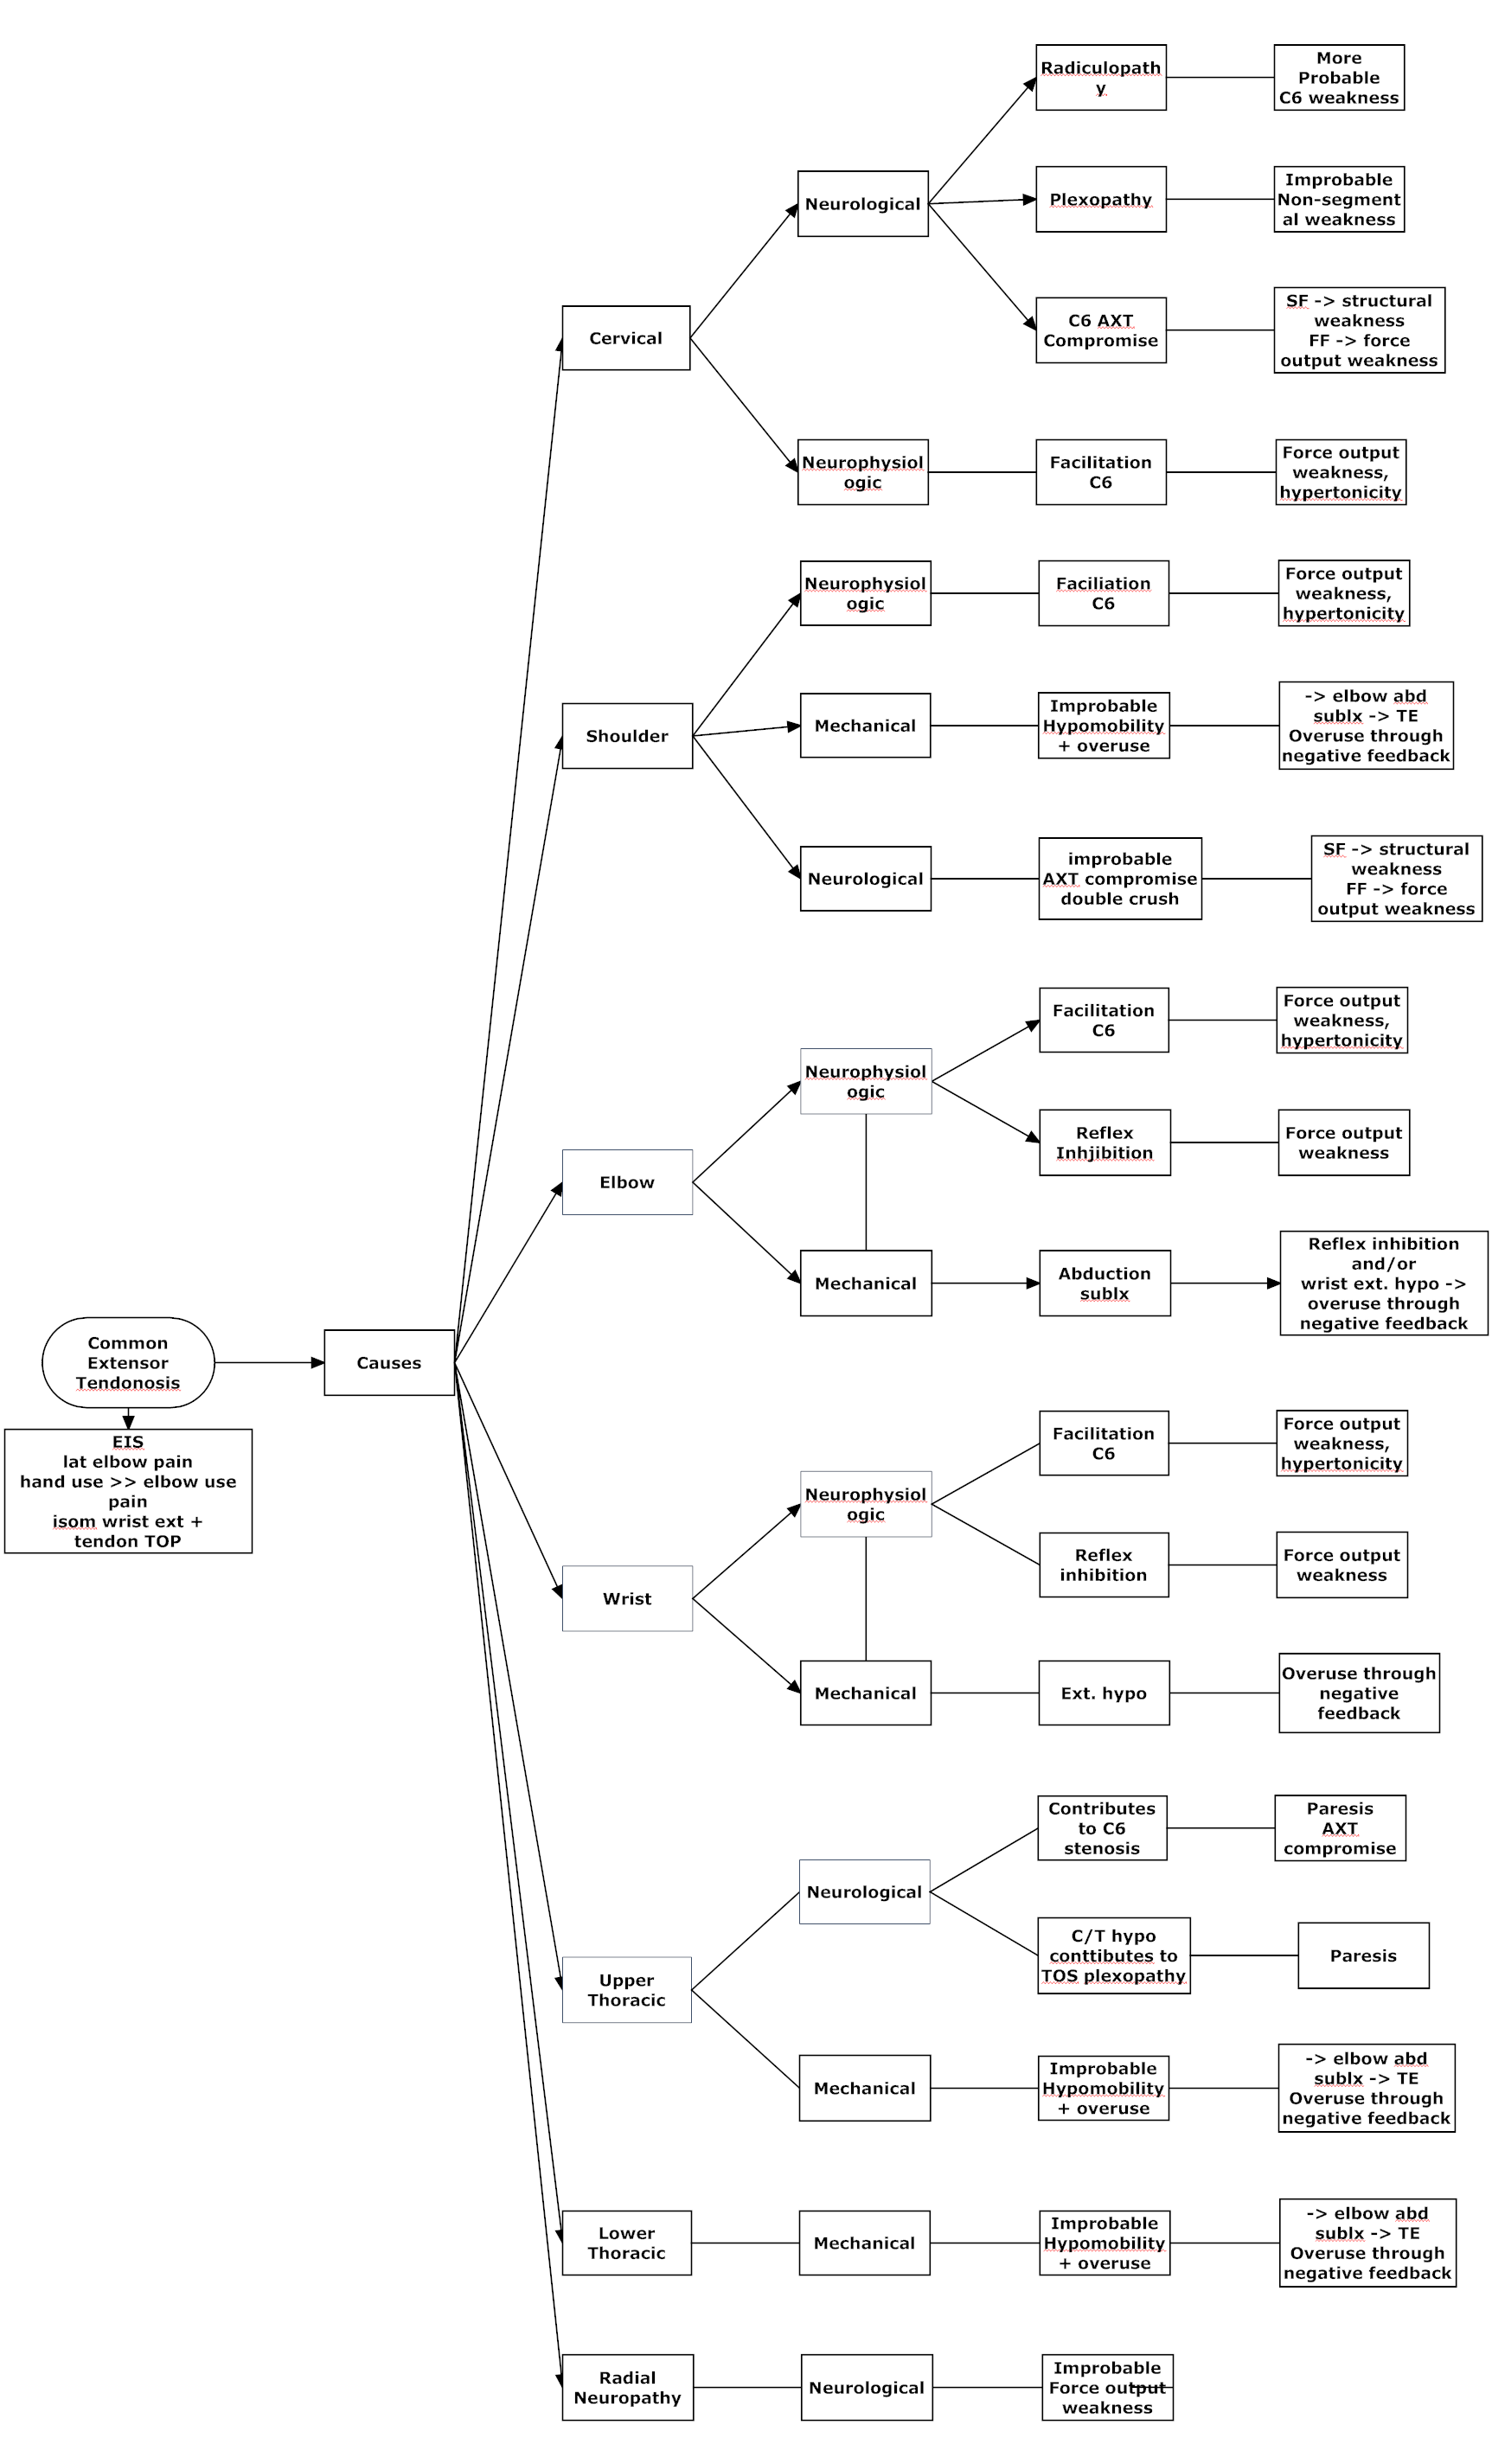 Radiculopath
y
More
Probable
C6 weakness
Neurological
Plexopathy
Improbable
Non-segment
al weakness
C6 AXT
Compromise
SF -> structural
weakness
FF -> force
output weakness
Cervical
Neurophysiol
ogic
Facilitation
C6
Force output
weakness,
hypertonicity
Neurophysiol
ogic
Faciliation
C6
Force output
weakness,
hypertonicity
Shoulder
Mechanical
Improbable
Hypomobility
+ overuse
-> elbow abd
sublx -> TE
Overuse through
negative feedback
Neurological
improbable
AXT compromise
double crush
SF -> structural
weakness
FF -> force
output weakness
Neurophysiol
ogic
Facilitation
C6
Force output
weakness,
hypertonicity
Reflex
Inhjibition
Force output
weakness
Elbow
Mechanical
Abduction
sublx
Reflex inhibition
and/or
wrist ext. hypo ->
overuse through
negative feedback
Common
Extensor
Tendonosis
Causes
EIS
lat elbow pain
hand use >> elbow use
pain
isom wrist ext +
tendon TOP
Neurophysiol
ogic
Facilitation
C6
Force output
weakness,
hypertonicity
Reflex
inhibition
Force output
weakness
Wrist
Mechanical
Ext. hypo
Overuse through
negative
feedback
Neurological
Contributes
to C6
stenosis
Paresis
AXT
compromise
C/T hypo
conttibutes to
TOS plexopathy
Paresis
Upper
Thoracic
Mechanical
Improbable
Hypomobility
+ overuse
-> elbow abd
sublx -> TE
Overuse through
negative feedback
Lower
Thoracic
Mechanical
Improbable
Hypomobility
+ overuse
-> elbow abd
sublx -> TE
Overuse through
negative feedback
Radial
Neuropathy
Neurological
Improbable
Force output
weakness